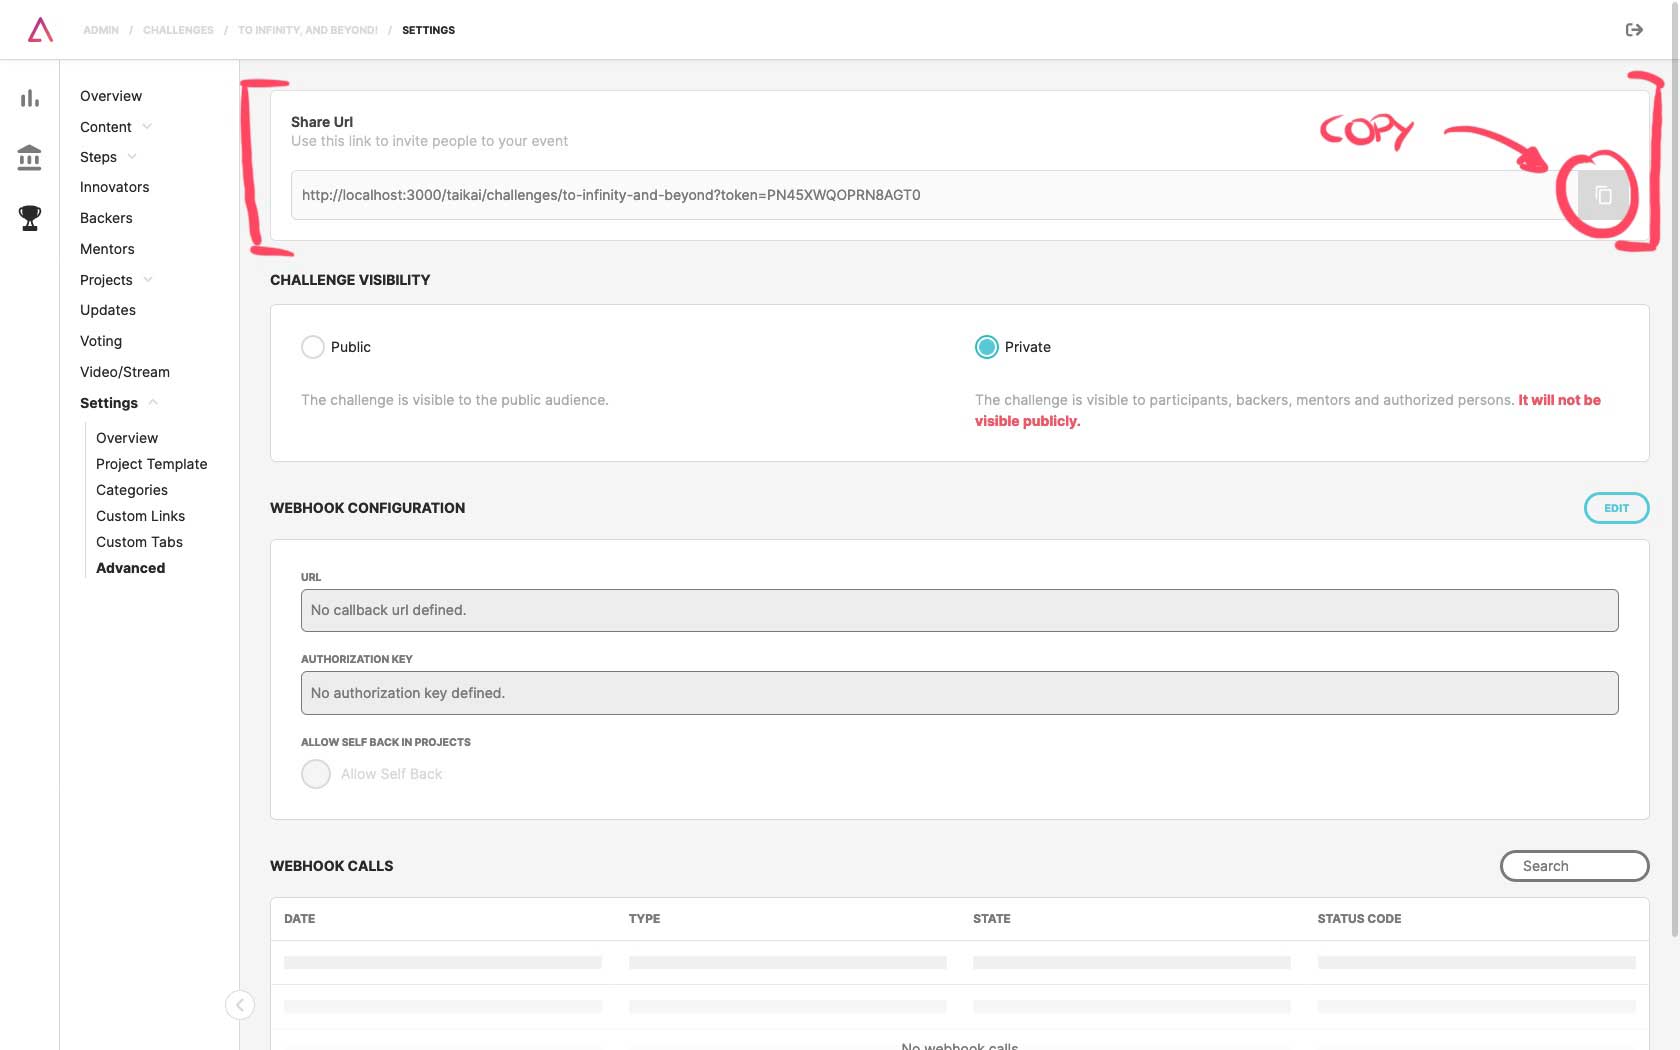 ADMIN / CHALLENGES / TO INFINITY, AND BEYOND! / SETTINGS
Overview
Content
Steps
Innovators
Backers
Mentors
Projects
Updates
Voting
Video/Stream
Settings
Overview
Project Template
Categories
Custom Links
Custom Tabs
Advanced
Share Url
Use this link to invite people to your event
COPY
http://localhost:3000/taikai/challenges/to-infinity-and-beyond?token=PN45XWQOPRN8AGT0
CHALLENGE VISIBILITY
Public
The challenge is visible to the public audience.
Private
The challenge is visible to participants, backers, mentors and authorized persons. It will not be
visible publicly.
WEBHOOK CONFIGURATION
EDIT
URL
No callback url defined.
AUTHORIZATION KEY
No authorization key defined.
ALLOW SELF BACK IN PROJECTS
Allow Self Back
WEBHOOK CALLS
Search
DATE TYPE STATE STATUS CODE
No webhook calls